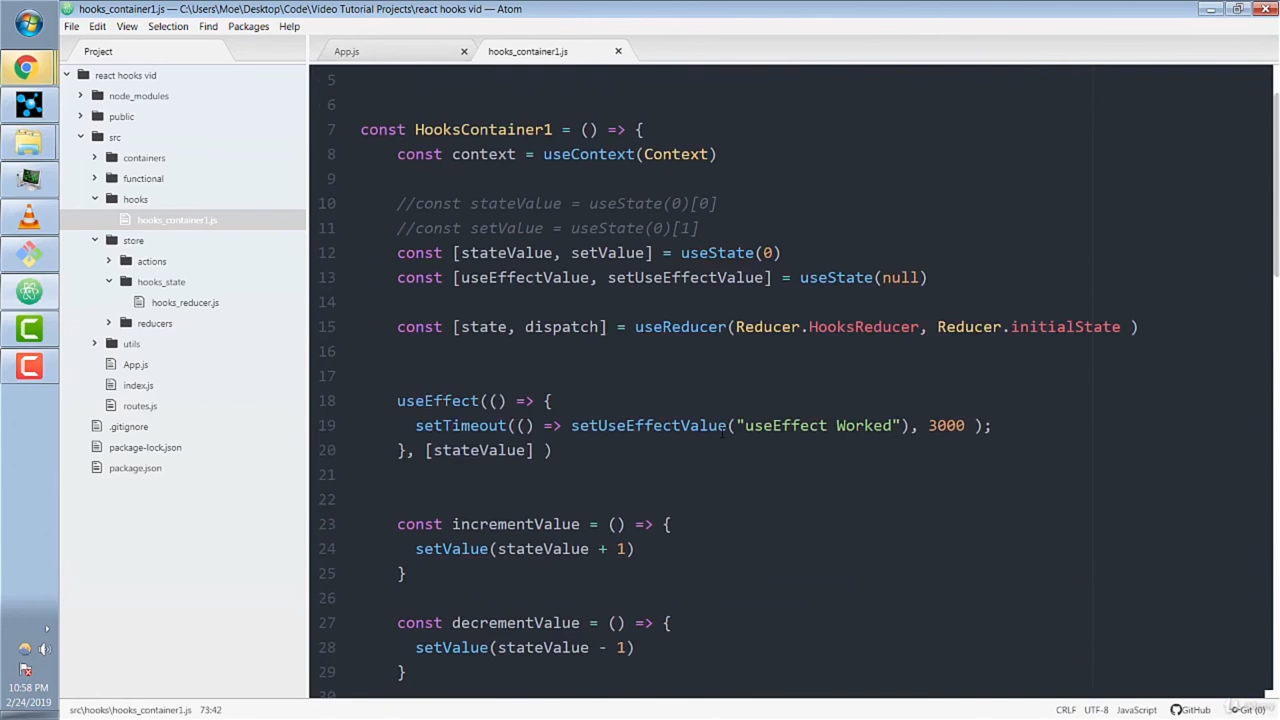 hooks_container1.js — C:\Users\Moe\Desktop\Code\Video Tutorial Projects\react hooks vid — Atom
File Edit View Selection Find Packages Help
Project
App.js
hooks_container1.js
react hooks vid
node_modules
public
src
containers
functional
hooks
hooks_container1.js
store
actions
hooks_state
hooks_reducer.js
reducers
utils
App.js
index.js
routes.js
.gitignore
package-lock.json
package.json
5
6
7 const HooksContainer1 = () => {
8 const context = useContext(Context)
9
10 //const stateValue = useState(0)[0]
11 //const setValue = useState(0)[1]
12 const [stateValue, setValue] = useState(0)
13 const [useEffectValue, setUseEffectValue] = useState(null)
14
15 const [state, dispatch] = useReducer(Reducer.HooksReducer, Reducer.initialState )
16
17
18 useEffect(() => {
19 setTimeout(() => setUseEffectValue("useEffect Worked"), 3000 );
20 }, [stateValue] )
21
22
23 const incrementValue = () => {
24 setValue(stateValue + 1)
25 }
26
27 const decrementValue = () => {
28 setValue(stateValue - 1)
29 }
30
10:58 PM
2/24/2019
src\hooks\hooks_container1.js 73:42
CRLF UTF-8 JavaScript GitHub Git (0)